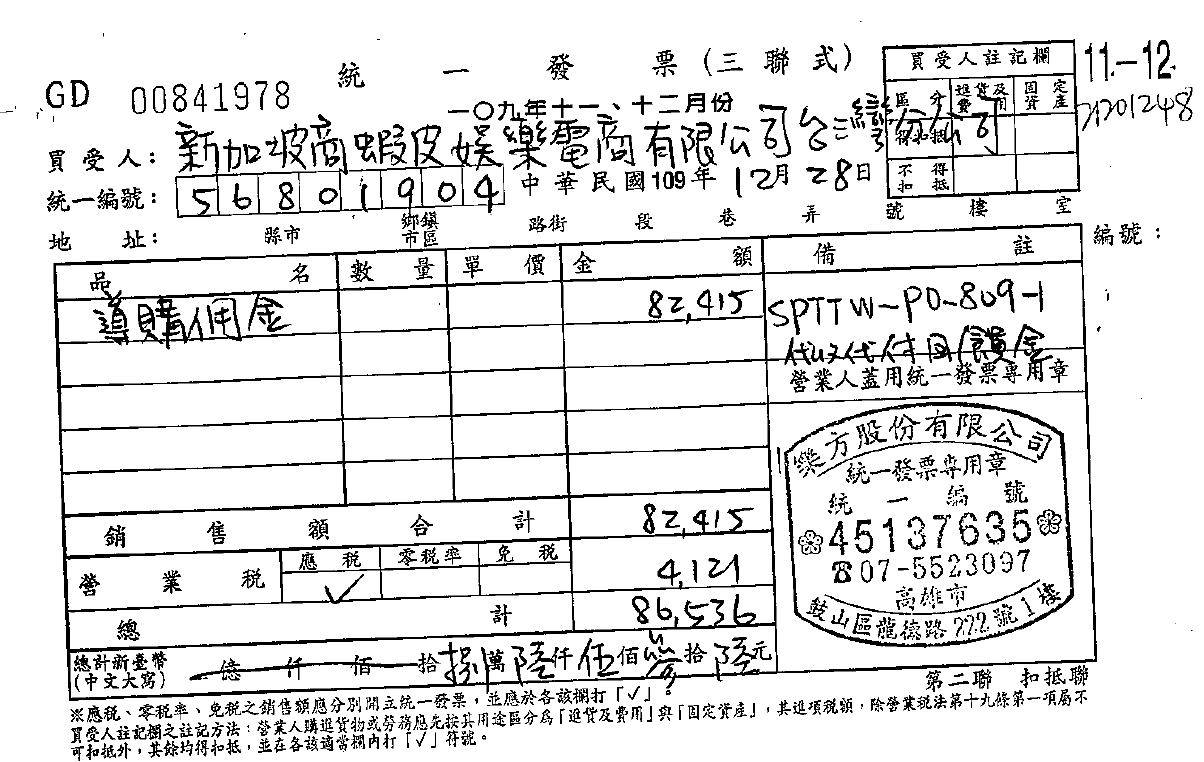 統一發票(三聯式)
GD 00841978
一〇九年十一、十二月份
買受人註記欄
區分 進貨及費用 固定資產
得扣抵
不得扣抵
11.-12.
買受人：新加坡商蝦皮娛樂電商有限公司台灣分公司
統一編號：56801904 中華民國109年12月28日
地址： 縣市 鄉鎮市區 路街 段 巷 弄 號 樓 室
編號：
品名 數量 單價 金額 備註
導購佣金 82,415 SPTTW-PO-809-1
代收代付回饋金
營業人蓋用統一發票專用章
樂方股份有限公司
統一發票專用章
統一編號
45137635
☎07-5523097
高雄市
鼓山區龍德路222號1樓
銷售額合計 82,415
營業稅 應稅 ✓ 零稅率 免稅 4,121
總計 86,536
總計新臺幣(中文大寫) 億仟佰拾捌萬陸仟伍佰參拾陸元
第二聯 扣抵聯
※應稅、零稅率、免稅之銷售額應分別開立統一發票，並應於各該欄打「✓」。
買受人註記欄之註記方法：營業人購進貨物或勞務應先按其用途區分為「進貨及費用」與「固定資產」，其進項稅額，除營業稅法第十九條第一項屬不
可扣抵外，其餘均得扣抵，並在各該適當欄內打「✓」符號。